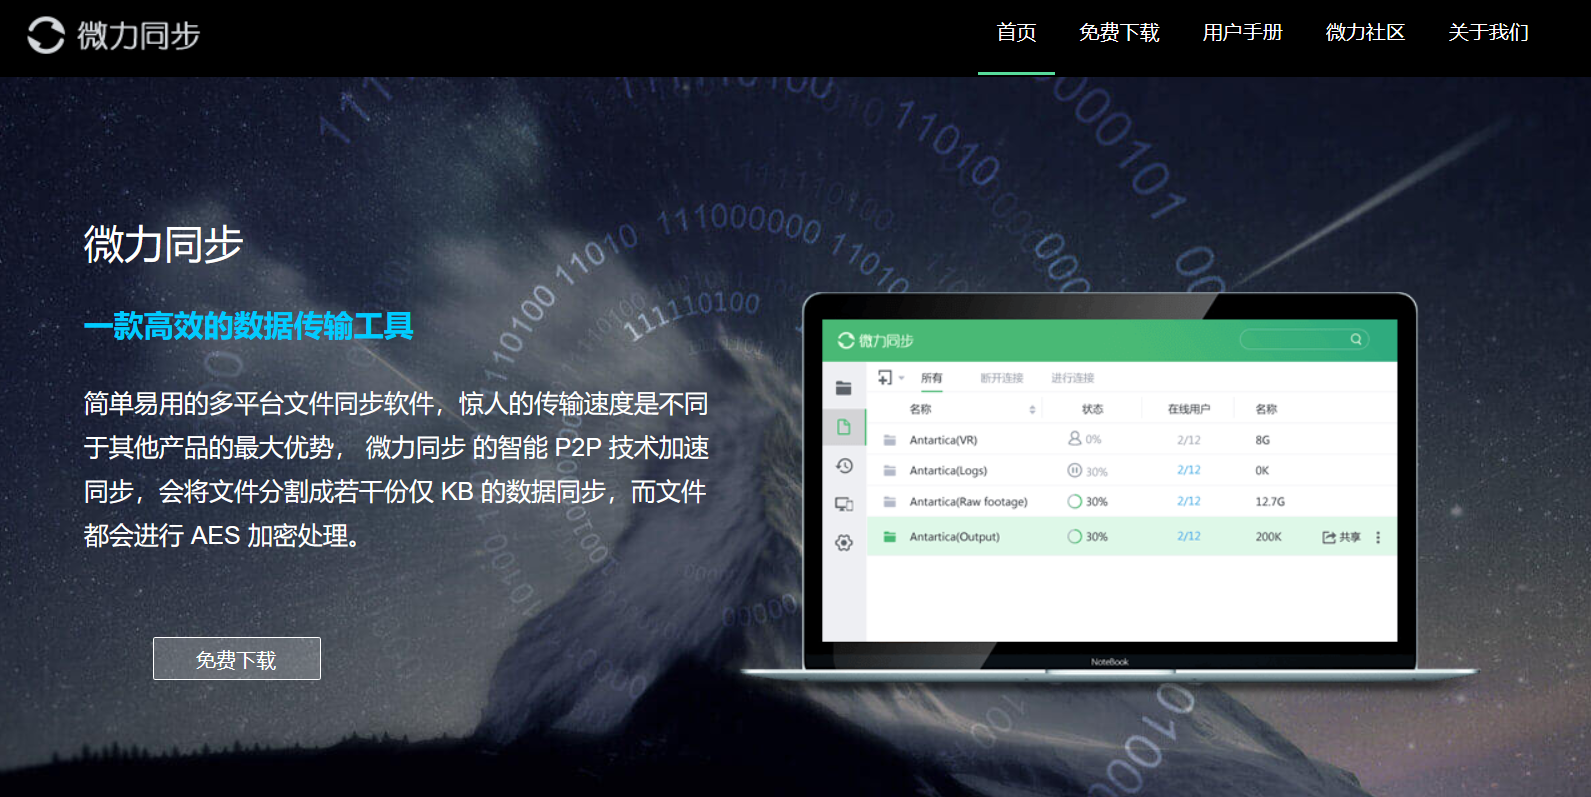 微力同步
首页 免费下载 用户手册 微力社区 关于我们
微力同步
一款高效的数据传输工具
简单易用的多平台文件同步软件，惊人的传输速度是不同
于其他产品的最大优势， 微力同步 的智能 P2P 技术加速
同步，会将文件分割成若干份仅 KB 的数据同步，而文件
都会进行 AES 加密处理。
免费下载
微力同步
所有 断开连接 进行连接
名称 状态 在线用户 名称
Antartica(VR) 0% 2/12 8G
Antartica(Logs) 30% 2/12 0K
Antartica(Raw footage) 30% 2/12 12.7G
Antartica(Output) 30% 2/12 200K 共享
NoteBook
111000000
11010
11010
110100
11010
111110100